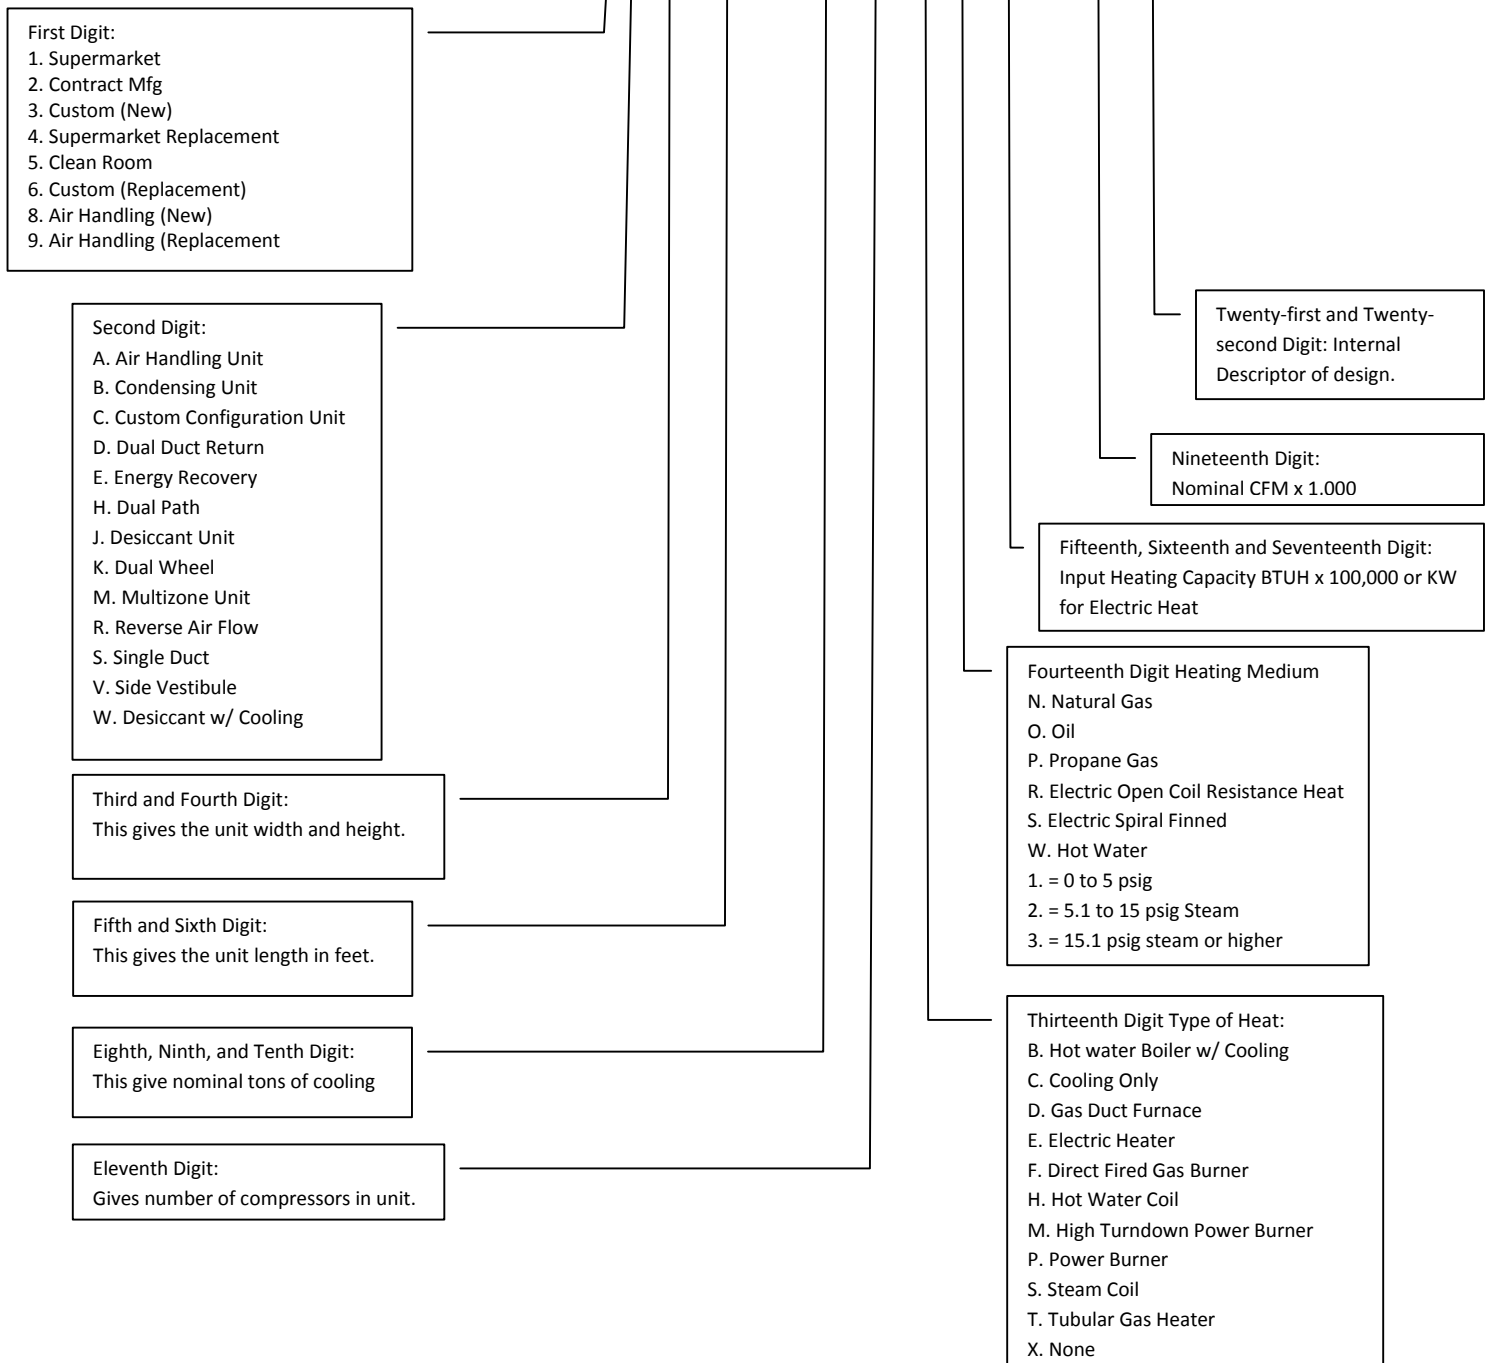 First Digit:
1. Supermarket
2. Contract Mfg
3. Custom (New)
4. Supermarket Replacement
5. Clean Room
6. Custom (Replacement)
8. Air Handling (New)
9. Air Handling (Replacement
Second Digit:
A. Air Handling Unit
B. Condensing Unit
C. Custom Configuration Unit
D. Dual Duct Return
E. Energy Recovery
H. Dual Path
J. Desiccant Unit
K. Dual Wheel
M. Multizone Unit
R. Reverse Air Flow
S. Single Duct
V. Side Vestibule
W. Desiccant w/ Cooling
Third and Fourth Digit:
This gives the unit width and height.
Fifth and Sixth Digit:
This gives the unit length in feet.
Eighth, Ninth, and Tenth Digit:
This give nominal tons of cooling
Eleventh Digit:
Gives number of compressors in unit.
Twenty-first and Twenty-
second Digit: Internal
Descriptor of design.
Nineteenth Digit:
Nominal CFM x 1.000
Fifteenth, Sixteenth and Seventeenth Digit:
Input Heating Capacity BTUH x 100,000 or KW
for Electric Heat
Fourteenth Digit Heating Medium
N. Natural Gas
O. Oil
P. Propane Gas
R. Electric Open Coil Resistance Heat
S. Electric Spiral Finned
W. Hot Water
1. = 0 to 5 psig
2. = 5.1 to 15 psig Steam
3. = 15.1 psig steam or higher
Thirteenth Digit Type of Heat:
B. Hot water Boiler w/ Cooling
C. Cooling Only
D. Gas Duct Furnace
E. Electric Heater
F. Direct Fired Gas Burner
H. Hot Water Coil
M. High Turndown Power Burner
P. Power Burner
S. Steam Coil
T. Tubular Gas Heater
X. None